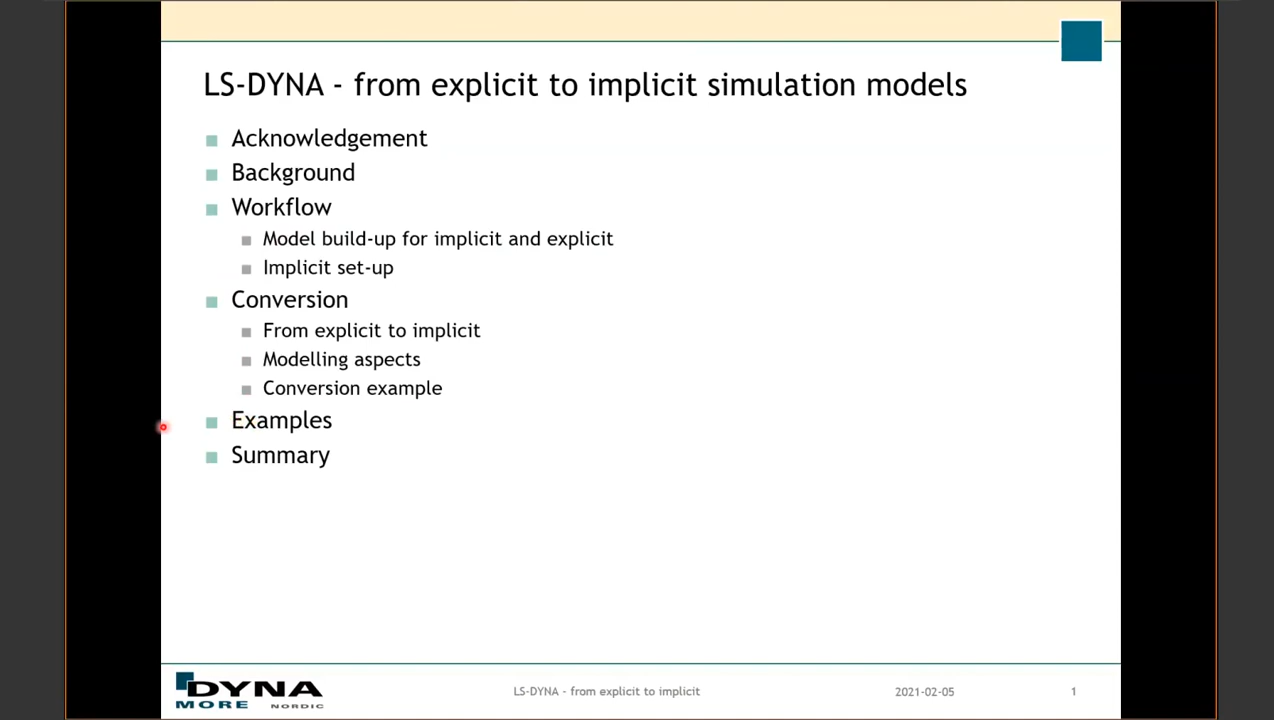 LS-DYNA - from explicit to implicit simulation models
Acknowledgement
Background
Workflow
Model build-up for implicit and explicit
Implicit set-up
Conversion
From explicit to implicit
Modelling aspects
Conversion example
Examples
Summary
DYNA
MORE NORDIC
LS-DYNA - from explicit to implicit
2021-02-05
1